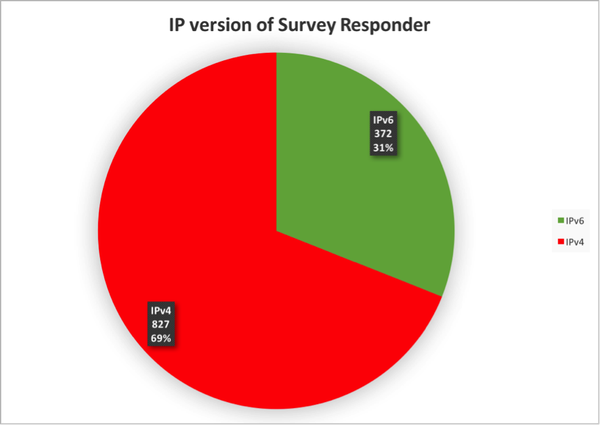 IP version of Survey Responder
IPv6
372
31%
IPv6
IPv4
IPv4
827
69%